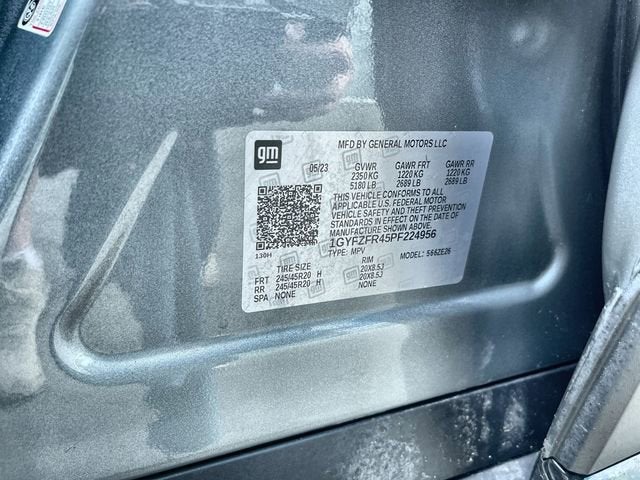 gm
MFD BY GENERAL MOTORS LLC
05/23 GVWR GAWR FRT GAWR RR
2350 KG 1220 KG 1220 KG
5180 LB 2689 LB 2689 LB
THIS VEHICLE CONFORMS TO ALL
APPLICABLE U.S. FEDERAL MOTOR
VEHICLE SAFETY AND THEFT
PREVENTION STANDARDS IN EFFECT
ON THE DATE OF
MANUFACTURE SHOWN ABOVE.
1GYFZFR45PF224956
TYPE: MPV MODEL: 566ZE26
130H
TIRE SIZE RIM
FRT 245/45R20 H 20X8.5J
RR 245/45R20 H 20X8.5J
SPA NONE NONE